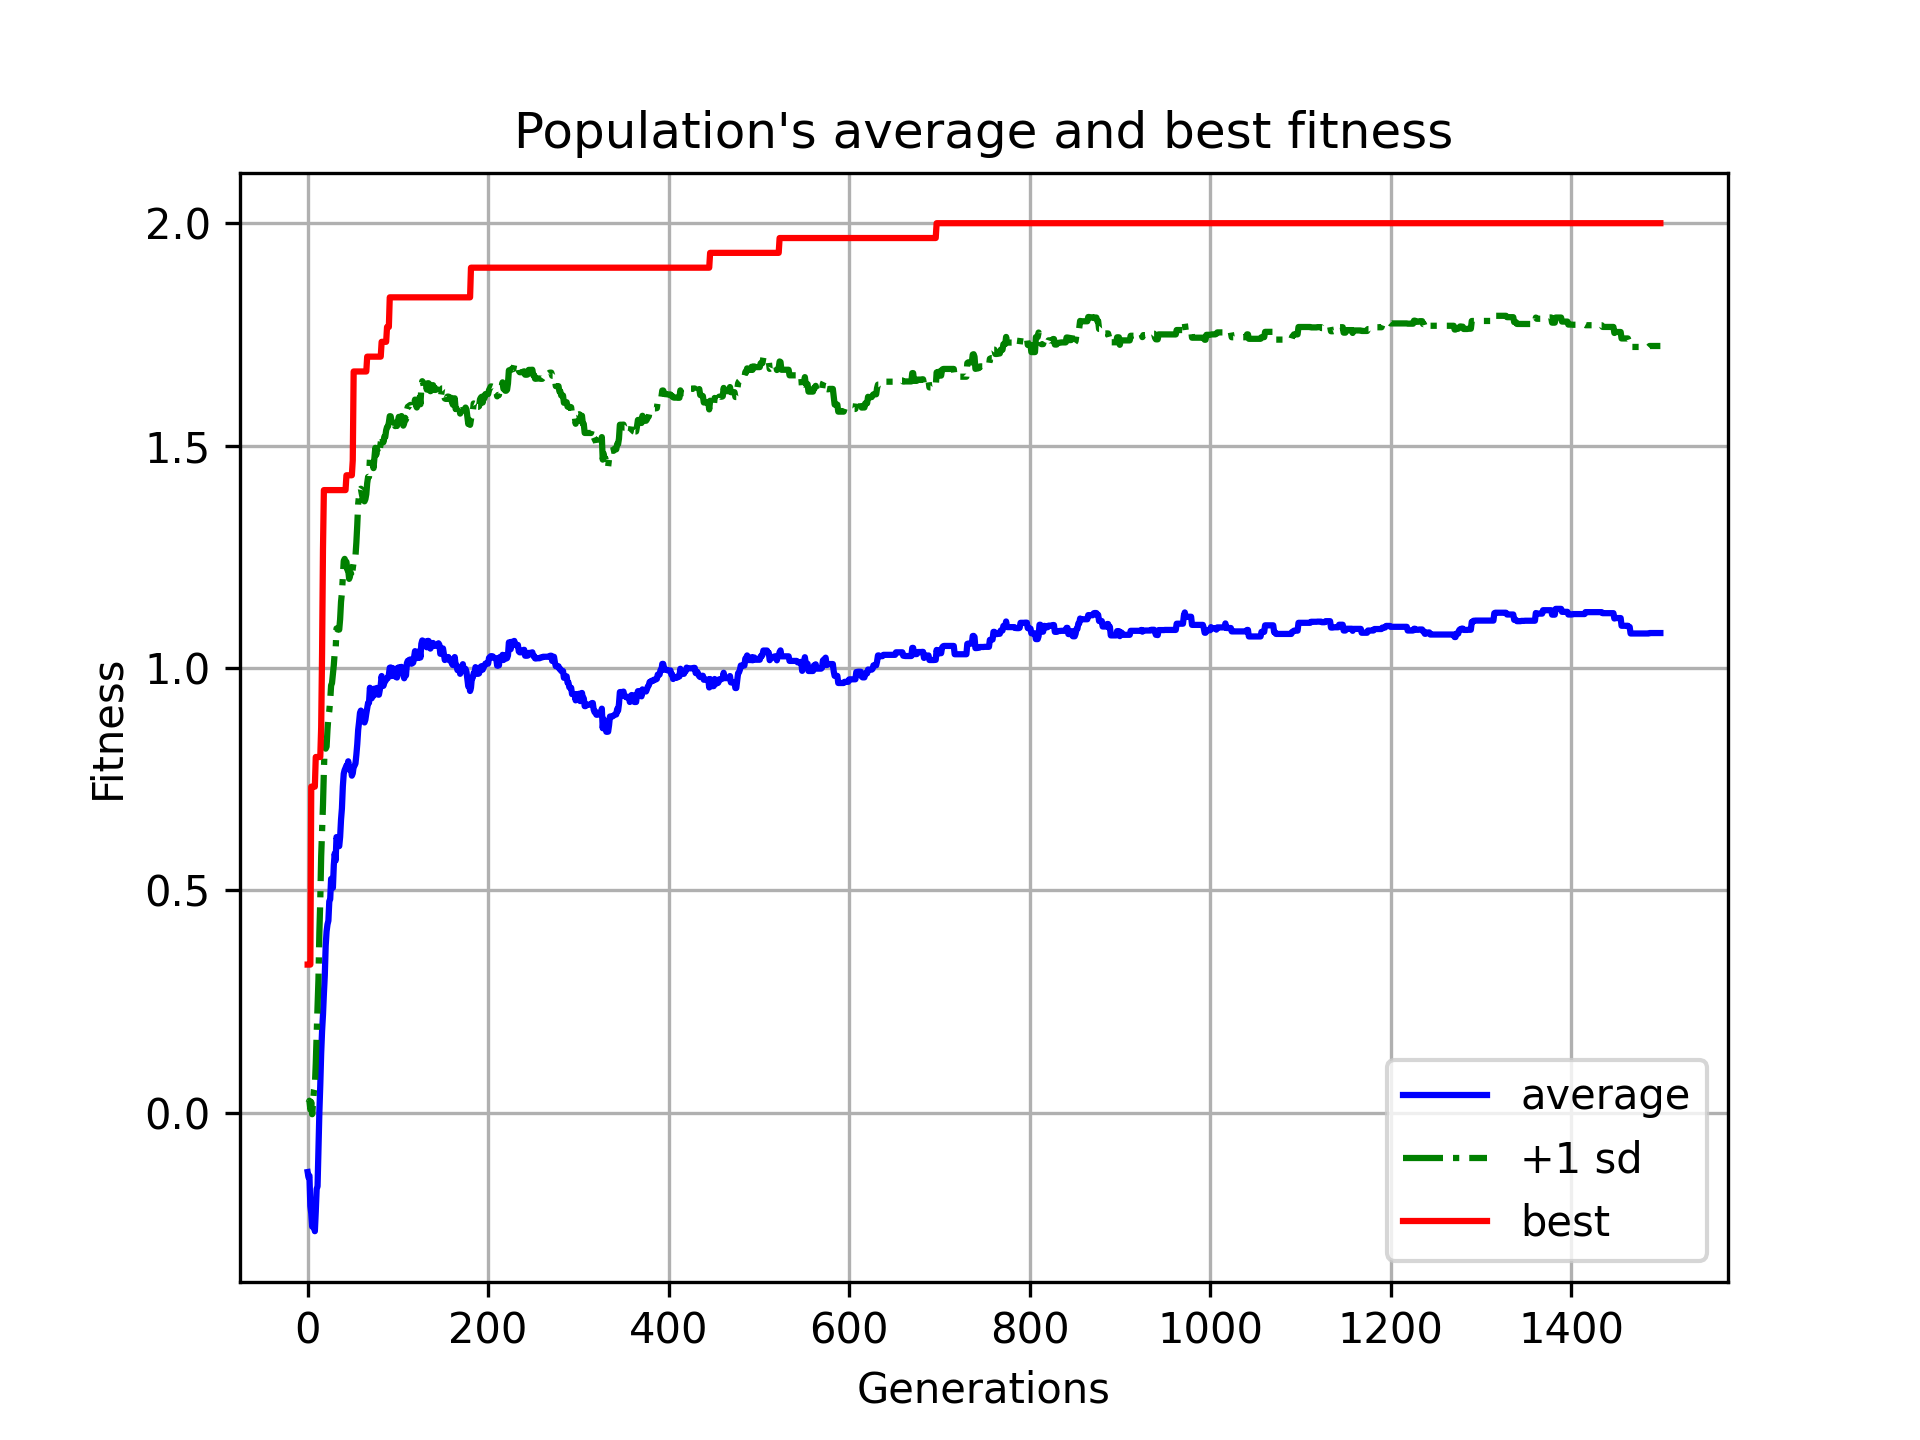 Population's average and best fitness
2.0
1.5
1.0
0.5
0.0
Fitness
average
+1 sd
best
0 200 400 600 800 1000 1200 1400
Generations